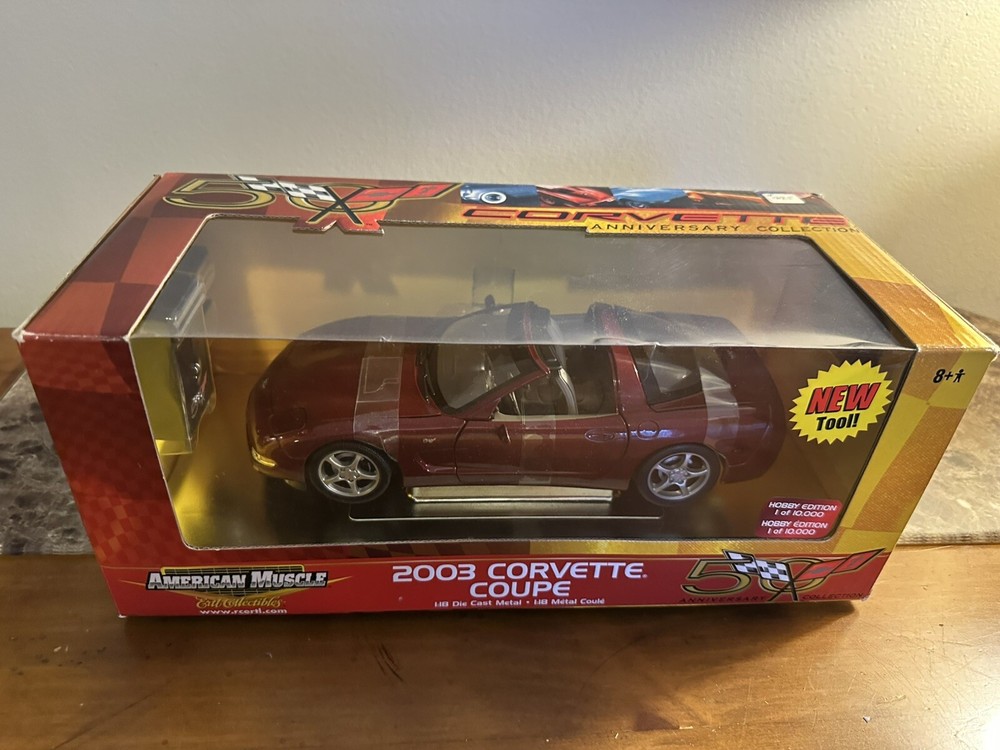 50
CORVETTE
ANNIVERSARY COLLECTION
8+
NEW
Tool!
HOBBY EDITION
1 of 10,000
HOBBY ÉDITION
1 of 10,000
AMERICAN MUSCLE
Ertl Collectibles
www.rcertl.com
2003 CORVETTE®
COUPE
1:18 Die Cast Metal • 1:18 Métal Coulé
50
ANNIVERSARY COLLECTION